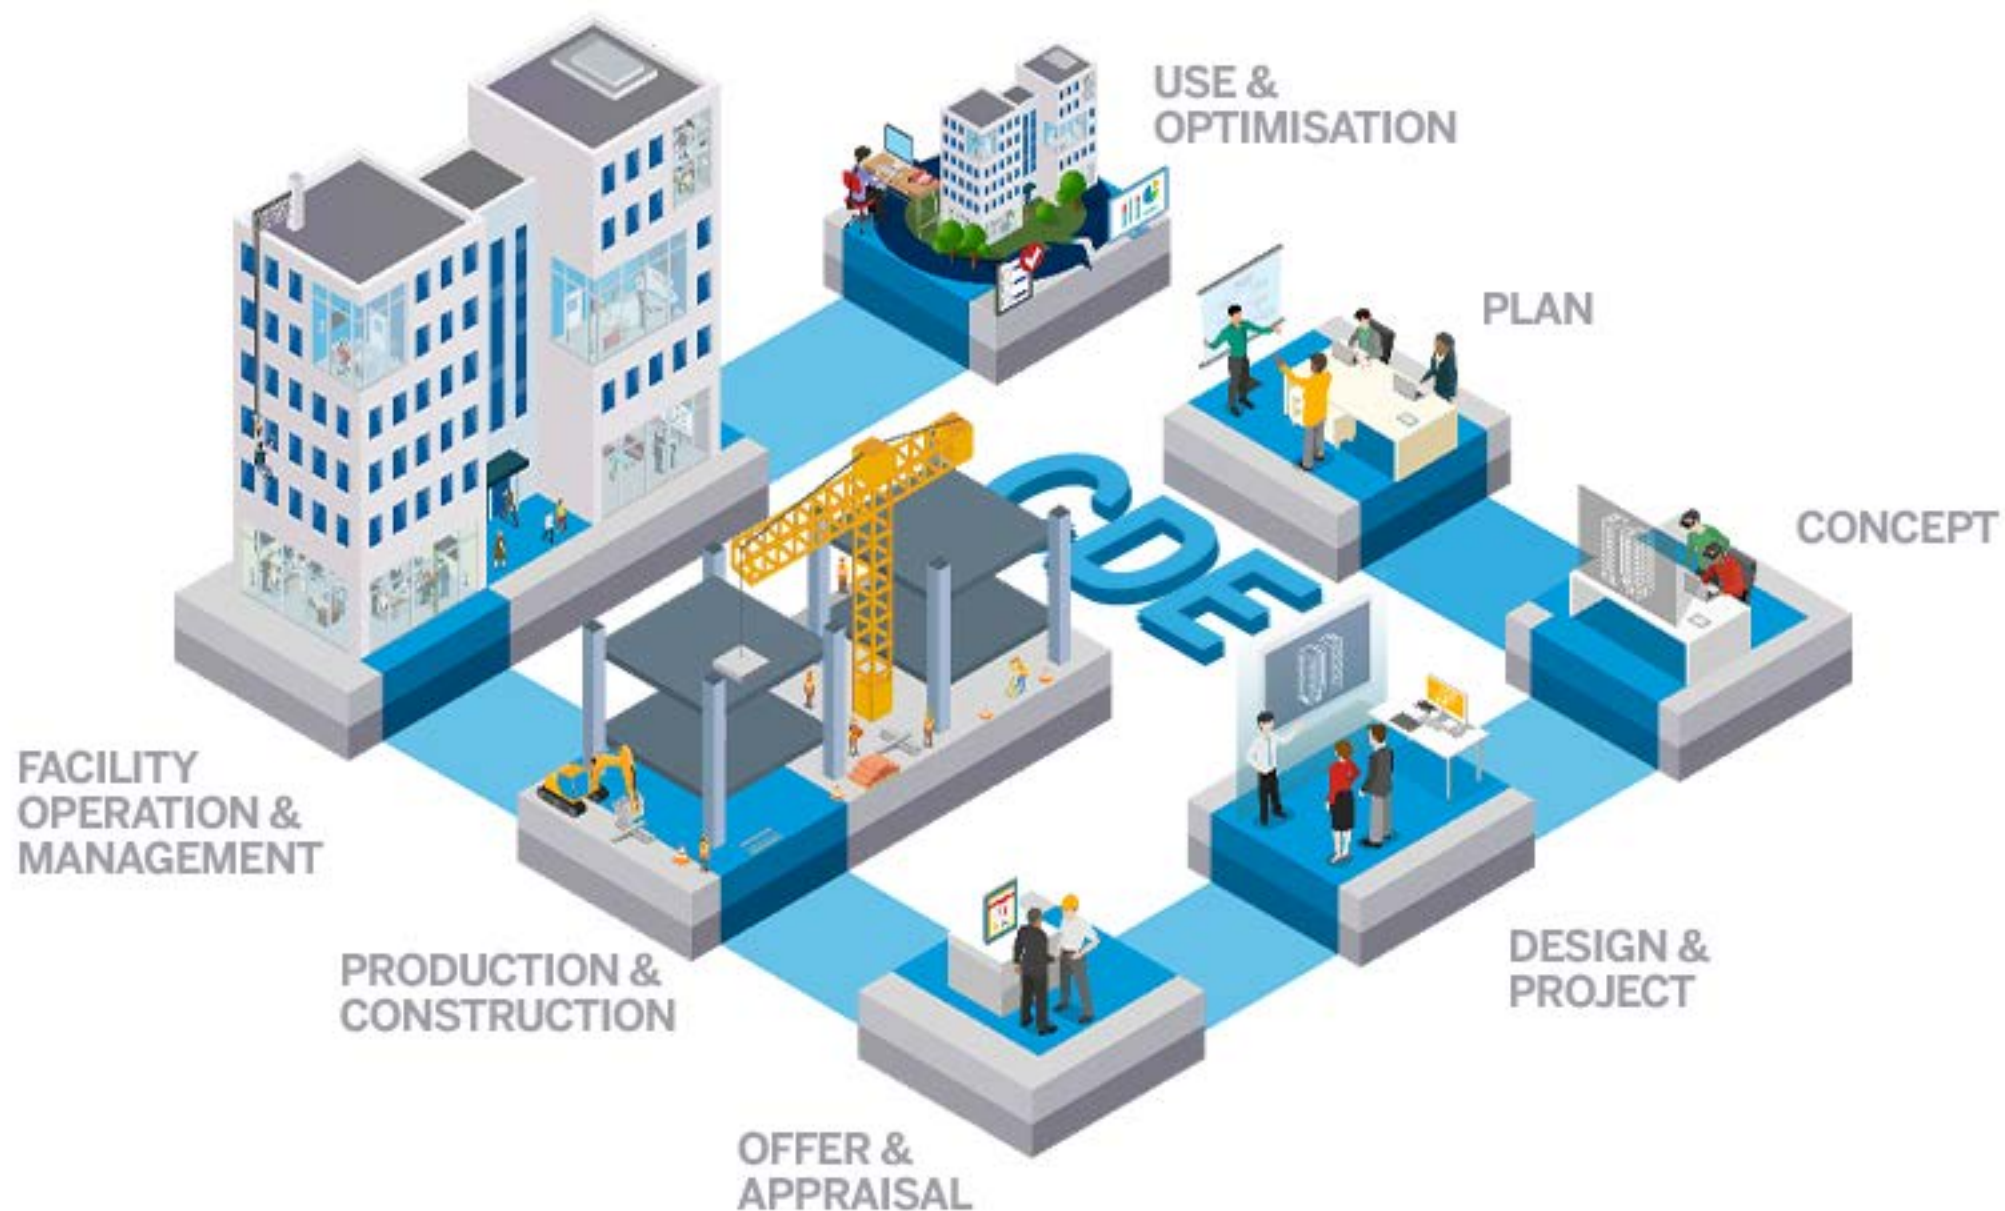 USE &
OPTIMISATION
PLAN
CONCEPT
CDE
FACILITY
OPERATION &
MANAGEMENT
PRODUCTION &
CONSTRUCTION
DESIGN &
PROJECT
OFFER &
APPRAISAL